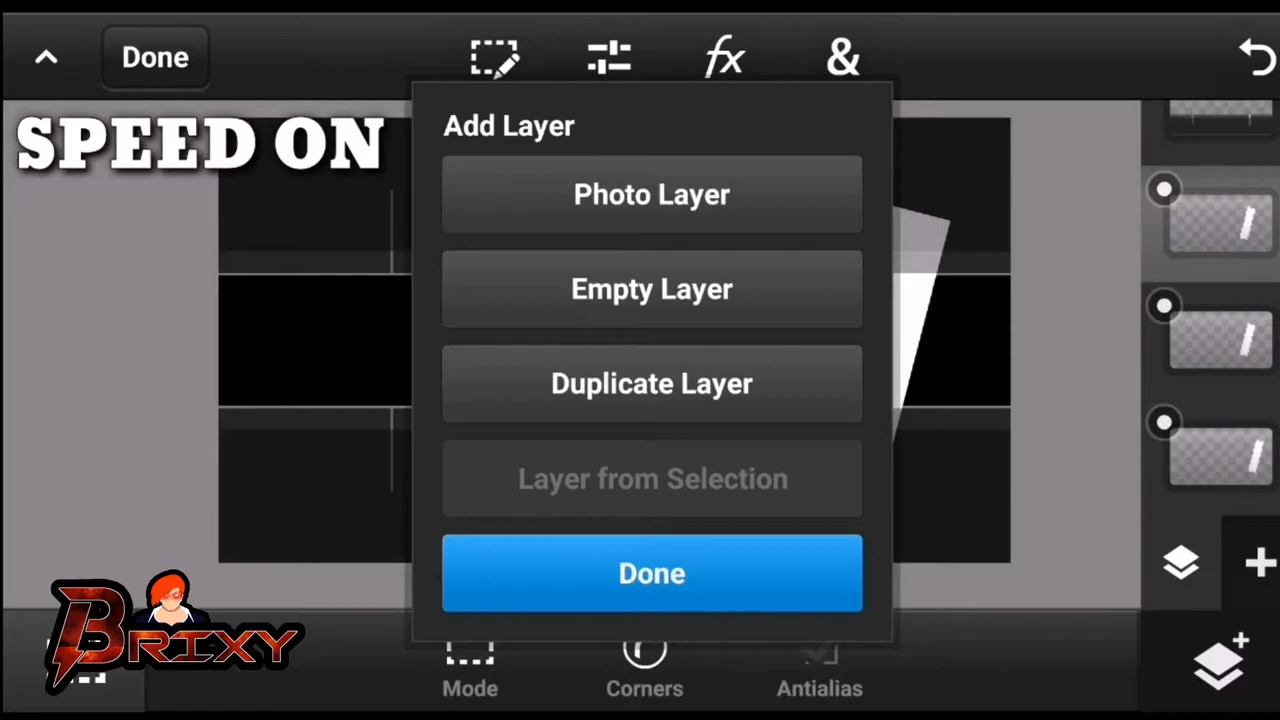 Done
fx
&
SPEED ON
Add Layer
Photo Layer
Empty Layer
Duplicate Layer
Layer from Selection
Done
BRIXY
Mode
Corners
Antialias